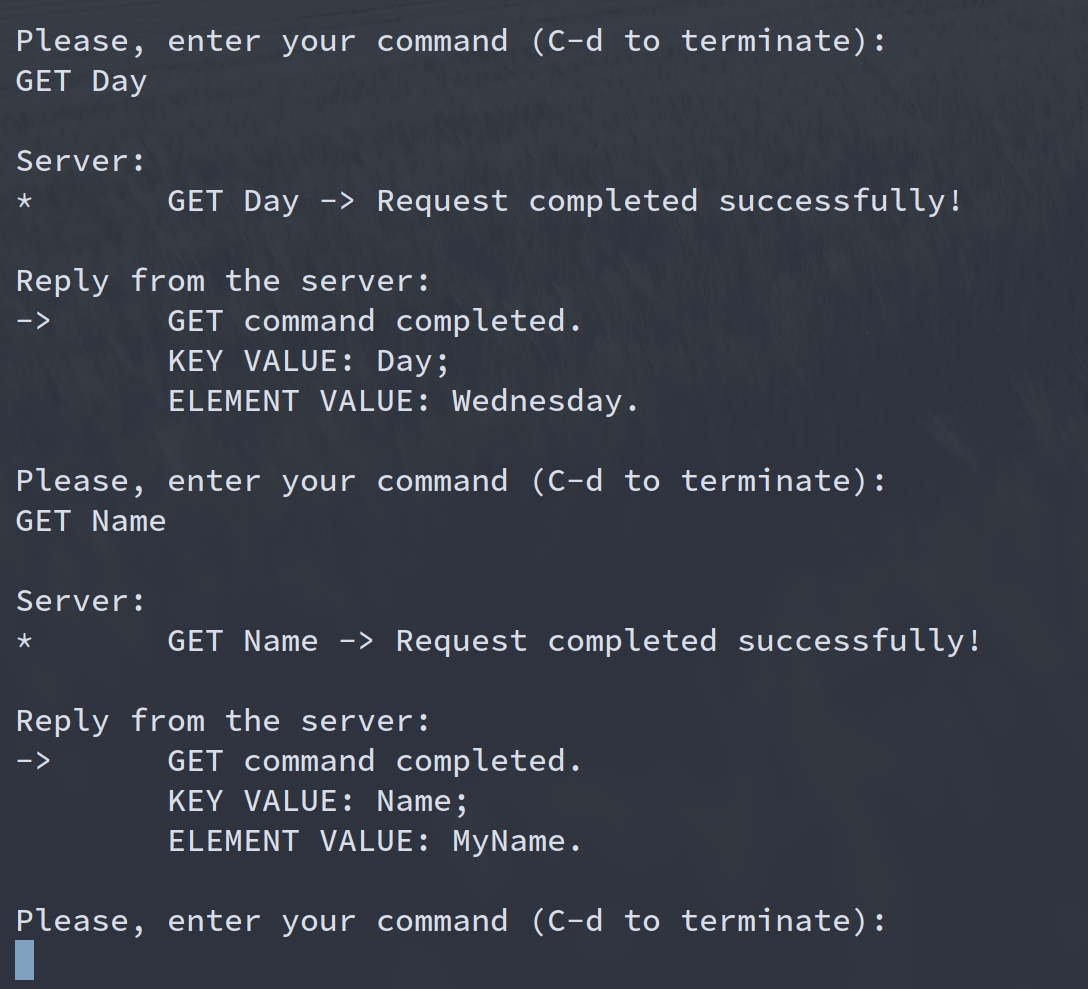 Please, enter your command (C-d to terminate):
GET Day
Server:
* GET Day -> Request completed successfully!
Reply from the server:
-> GET command completed.
KEY VALUE: Day;
ELEMENT VALUE: Wednesday.
Please, enter your command (C-d to terminate):
GET Name
Server:
* GET Name -> Request completed successfully!
Reply from the server:
-> GET command completed.
KEY VALUE: Name;
ELEMENT VALUE: MyName.
Please, enter your command (C-d to terminate):